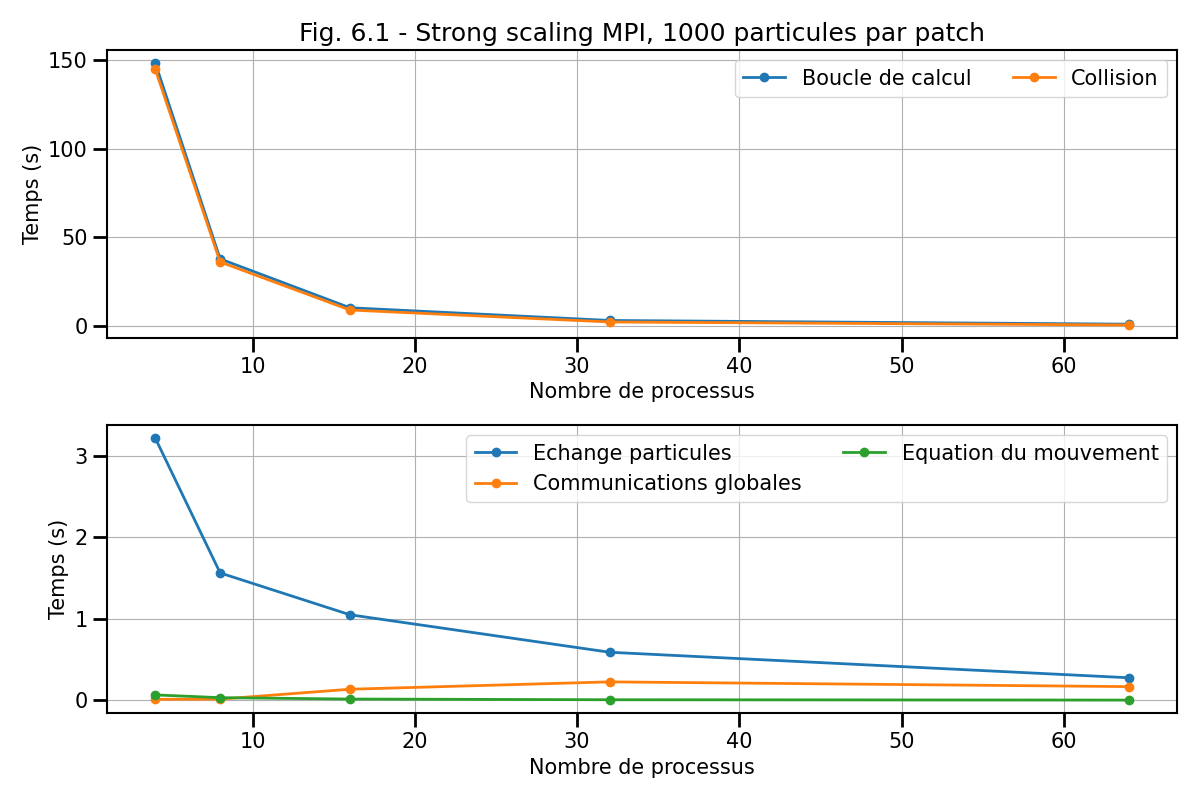 Fig. 6.1 - Strong scaling MPI, 1000 particules par patch
150
100
50
0
Temps (s)
Boucle de calcul
Collision
10 20 30 40 50 60
Nombre de processus
3
2
1
0
Temps (s)
Echange particules
Equation du mouvement
Communications globales
10 20 30 40 50 60
Nombre de processus